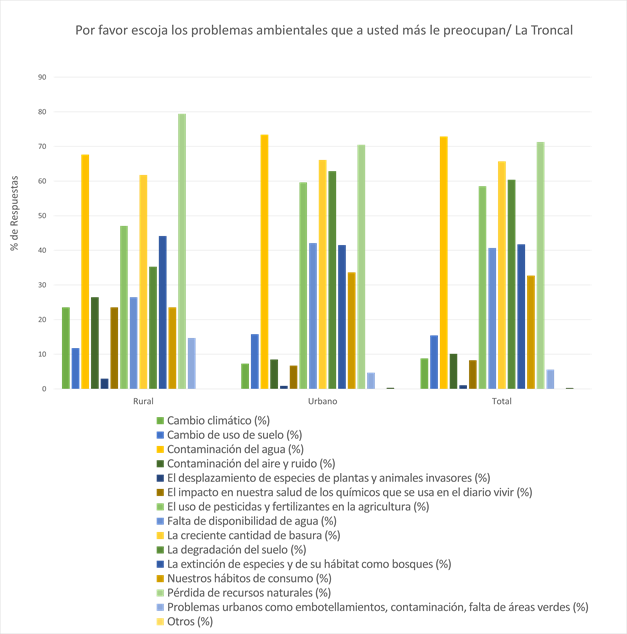 Por favor escoja los problemas ambientales que a usted más le preocupan/ La Troncal
90
80
70
60
50
40
30
20
10
0
% de Respuestas
Rural
Urbano
Total
Cambio climático (%)
Cambio de uso de suelo (%)
Contaminación del agua (%)
Contaminación del aire y ruido (%)
El desplazamiento de especies de plantas y animales invasores (%)
El impacto en nuestra salud de los químicos que se usa en el diario vivir (%)
El uso de pesticidas y fertilizantes en la agricultura (%)
Falta de disponibilidad de agua (%)
La creciente cantidad de basura (%)
La degradación del suelo (%)
La extinción de especies y de su hábitat como bosques (%)
Nuestros hábitos de consumo (%)
Pérdida de recursos naturales (%)
Problemas urbanos como embotellamientos, contaminación, falta de áreas verdes (%)
Otros (%)